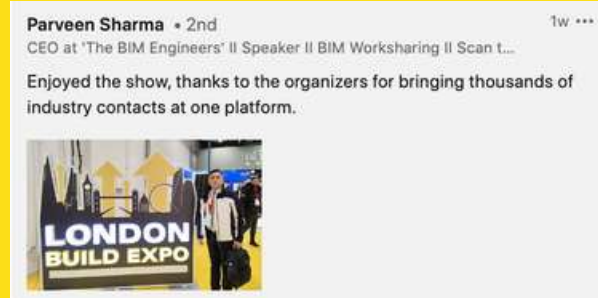 Parveen Sharma • 2nd
1w •••
CEO at 'The BIM Engineers' II Speaker II BIM Worksharing II Scan t...
Enjoyed the show, thanks to the organizers for bringing thousands of
industry contacts at one platform.
LONDON
BUILD EXPO